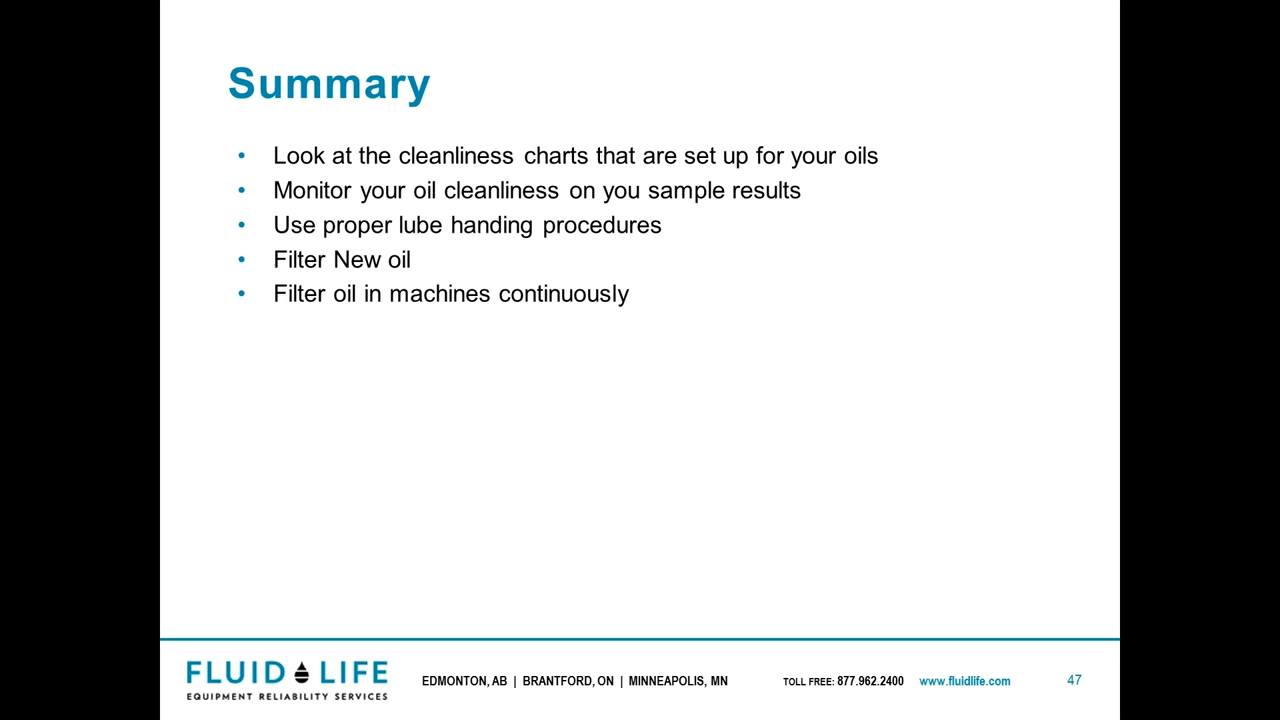 Summary
• Look at the cleanliness charts that are set up for your oils
• Monitor your oil cleanliness on you sample results
• Use proper lube handing procedures
• Filter New oil
• Filter oil in machines continuously
FLUID LIFE
EQUIPMENT RELIABILITY SERVICES
EDMONTON, AB | BRANTFORD, ON | MINNEAPOLIS, MN
TOLL FREE: 877.962.2400 www.fluidlife.com
47